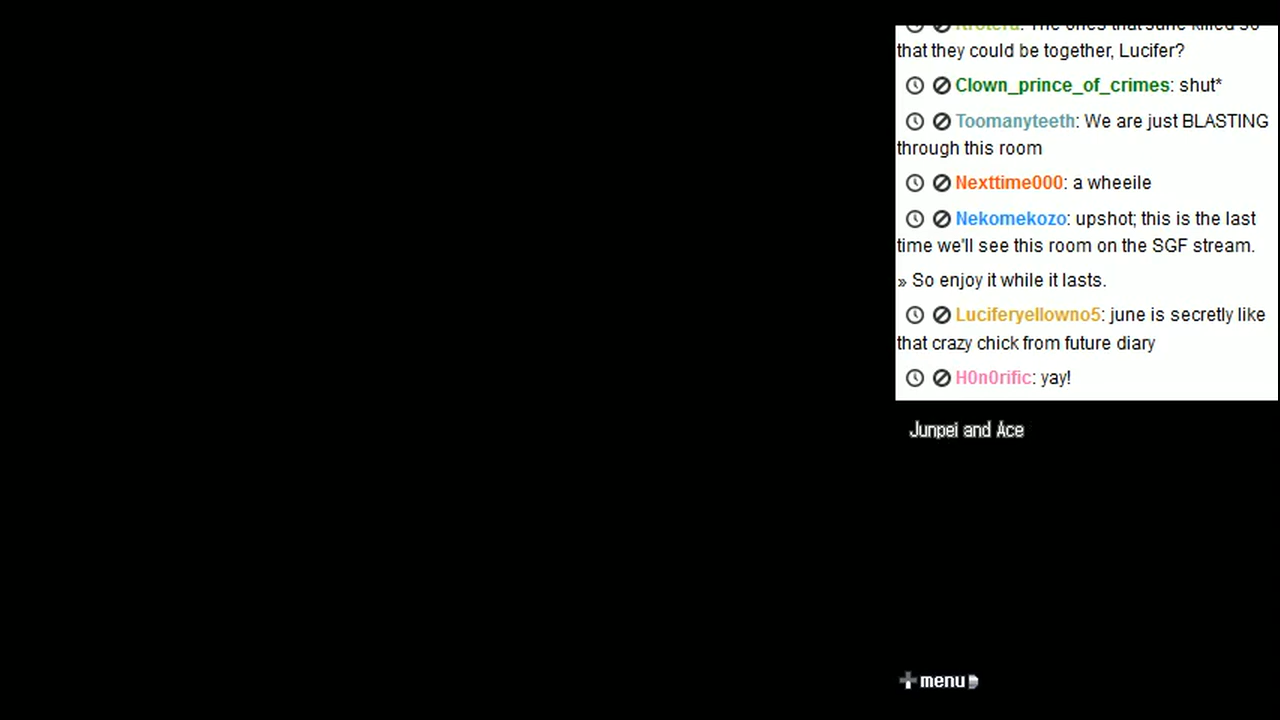 that they could be together, Lucifer?
Clown_prince_of_crimes: shut*
Toomanyteeth: We are just BLASTING
through this room
Nexttime000: a wheeile
Nekomekozo: upshot; this is the last
time we'll see this room on the SGF stream.
» So enjoy it while it lasts.
Luciferyellowno5: june is secretly like
that crazy chick from future diary
H0n0rific: yay!
Junpei and Ace
menu